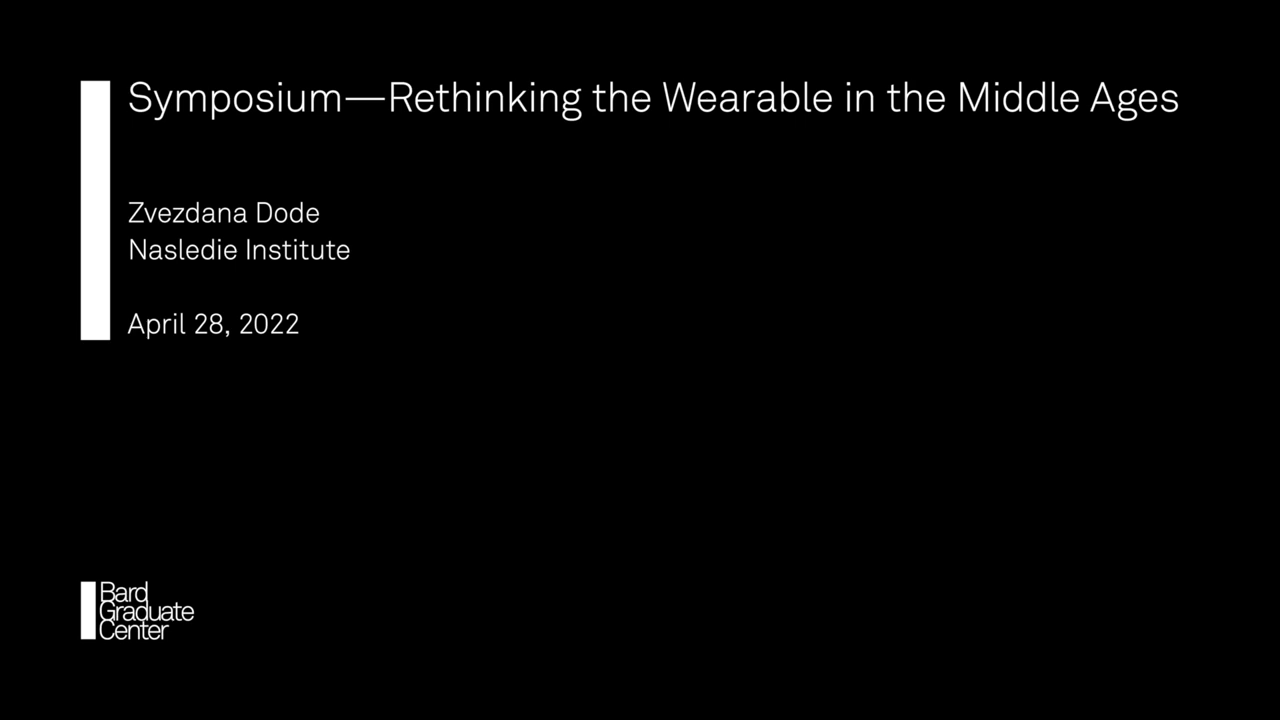 Symposium—Rethinking the Wearable in the Middle Ages
Zvezdana Dode
Nasledie Institute
April 28, 2022
Bard
Graduate
Center